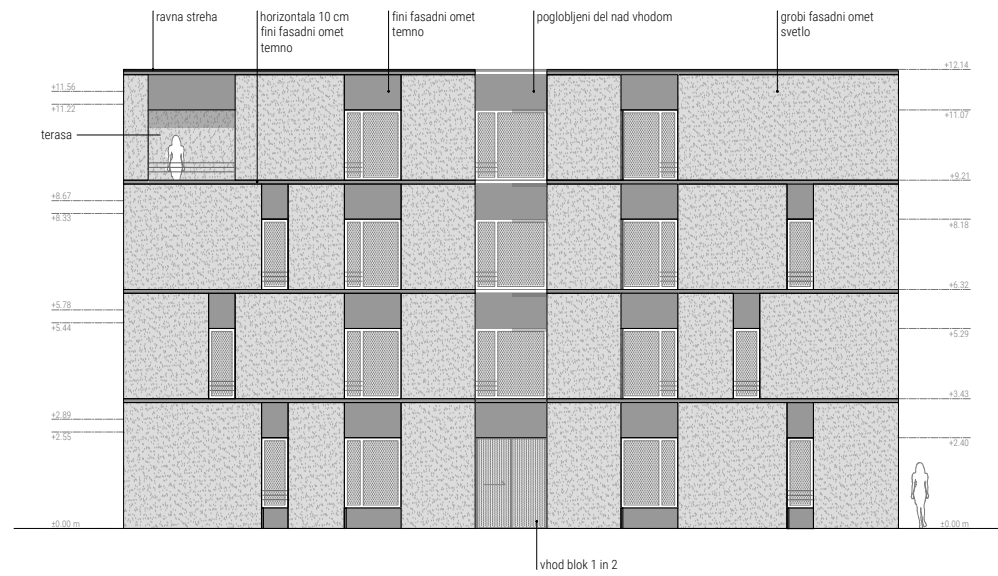 ravna streha
horizontala 10 cm
fini fasadni omet
temno
fini fasadni omet
temno
poglobljeni del nad vhodom
grobi fasadni omet
svetlo
+12.14
+11.56
+11.22
+11.07
terasa
+9.21
+8.67
+8.33
+8.18
+6.32
+5.78
+5.44
+5.29
+3.43
+2.89
+2.55
+2.40
±0.00 m
±0.00 m
vhod blok 1 in 2